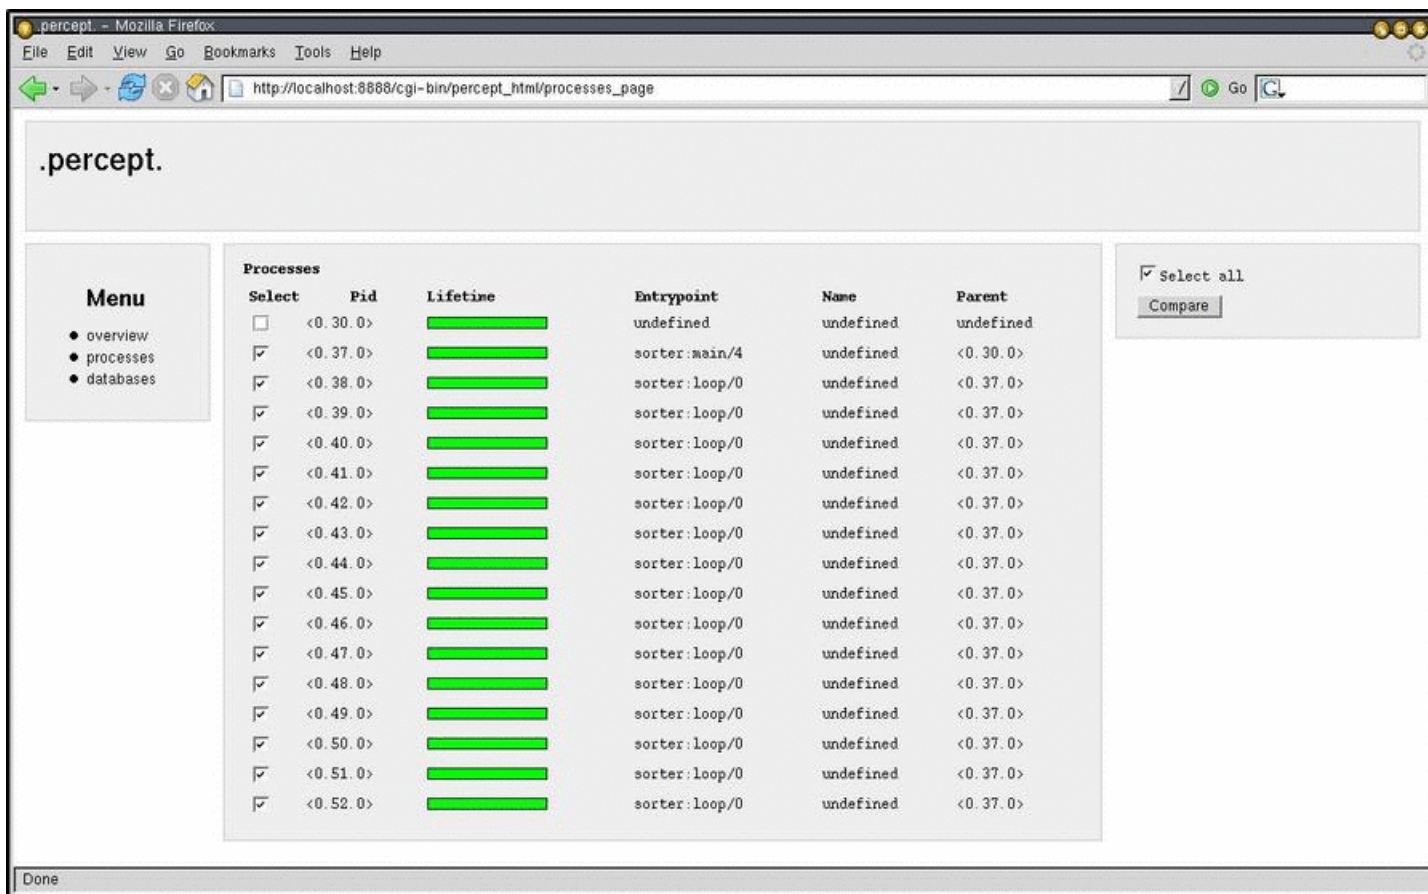 .percept. - Mozilla Firefox
File Edit View Go Bookmarks Tools Help
http://localhost:8888/cgi-bin/percept_html/processes_page Go
.percept.
Menu
overview
processes
databases
Processes
Select Pid Lifetime Entrypoint Name Parent
<0.30.0> undefined undefined undefined
<0.37.0> sorter:main/4 undefined <0.30.0>
<0.38.0> sorter:loop/0 undefined <0.37.0>
<0.39.0> sorter:loop/0 undefined <0.37.0>
<0.40.0> sorter:loop/0 undefined <0.37.0>
<0.41.0> sorter:loop/0 undefined <0.37.0>
<0.42.0> sorter:loop/0 undefined <0.37.0>
<0.43.0> sorter:loop/0 undefined <0.37.0>
<0.44.0> sorter:loop/0 undefined <0.37.0>
<0.45.0> sorter:loop/0 undefined <0.37.0>
<0.46.0> sorter:loop/0 undefined <0.37.0>
<0.47.0> sorter:loop/0 undefined <0.37.0>
<0.48.0> sorter:loop/0 undefined <0.37.0>
<0.49.0> sorter:loop/0 undefined <0.37.0>
<0.50.0> sorter:loop/0 undefined <0.37.0>
<0.51.0> sorter:loop/0 undefined <0.37.0>
<0.52.0> sorter:loop/0 undefined <0.37.0>
Select all
Compare
Done